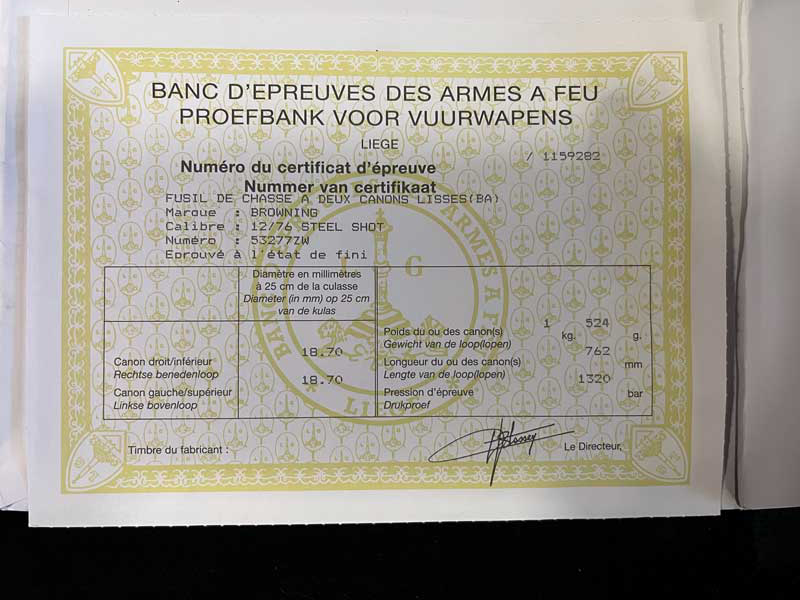 BANC D'EPREUVES DES ARMES A FEU
PROEFBANK VOOR VUURWAPENS
LIEGE
Numéro du certificat d'épreuve / 1159282
Nummer van certifikaat
FUSIL DE CHASSE A DEUX CANONS LISSES(BA)
Marque : BROWNING
Calibre : 12/76 STEEL SHOT
Numéro : 53277ZW
Eprouvé à l'état de fini
Diamètre en millimètres
à 25 cm de la culasse
Diameter (in mm) op 25 cm
van de kulas
Canon droit/inférieur 18.70
Rechtse benedenloop
Canon gauche/supérieur 18.70
Linkse bovenloop
Poids du ou des canon(s) 1 kg. 524 g.
Gewicht van de loop(lopen)
Longueur du ou des canon(s) 762 mm
Lengte van de loop(lopen)
Pression d'épreuve 1320 bar
Drukproef
Timbre du fabricant :
Le Directeur,